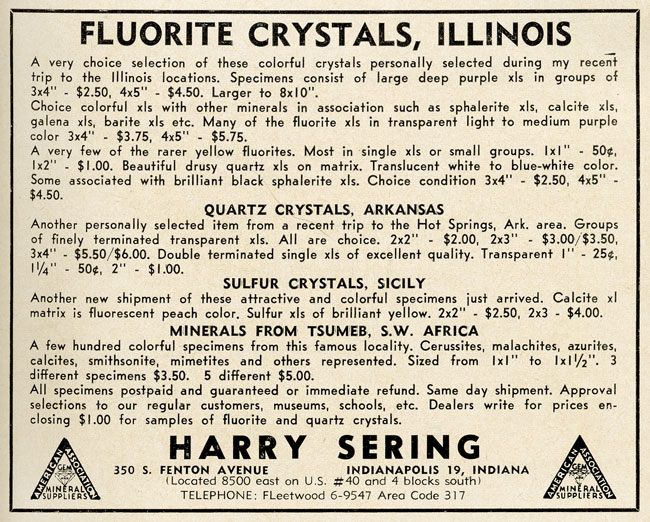 FLUORITE CRYSTALS, ILLINOIS
A very choice selection of these colorful crystals personally selected during my recent
trip to the Illinois locations. Specimens consist of large deep purple xls in groups of
3x4" - $2.50, 4x5" - $4.50. Larger to 8x10".
Choice colorful xls with other minerals in association such as sphalerite xls, calcite xls,
galena xls, barite xls etc. Many of the fluorite xls in transparent light to medium purple
color 3x4" - $3.75, 4x5" - $5.75.
A very few of the rarer yellow fluorites. Most in single xls or small groups. 1x1" - 50¢,
1x2" - $1.00. Beautiful drusy quartz xls on matrix. Translucent white to blue-white color.
Some associated with brilliant black sphalerite xls. Choice condition 3x4" - $2.50, 4x5" -
$4.50.
QUARTZ CRYSTALS, ARKANSAS
Another personally selected item from a recent trip to the Hot Springs, Ark. area. Groups
of finely terminated transparent xls. All are choice. 2x2" - $2.00, 2x3" - $3.00/$3.50,
3x4" - $5.50/$6.00. Double terminated single xls of excellent quality. Transparent 1" - 25¢,
1¼" - 50¢, 2" - $1.00.
SULFUR CRYSTALS, SICILY
Another new shipment of these attractive and colorful specimens just arrived. Calcite xl
matrix is fluorescent peach color. Sulfur xls of brilliant yellow. 2x2" - $2.50, 2x3 - $4.00.
MINERALS FROM TSUMEB, S.W. AFRICA
A few hundred colorful specimens from this famous locality. Cerussites, malachites, azurites,
calcites, smithsonite, mimetites and others represented. Sized from 1x1" to 1x1½". 3
different specimens $3.50. 5 different $5.00.
All specimens postpaid and guaranteed or immediate refund. Same day shipment. Approval
selections to our regular customers, museums, schools, etc. Dealers write for prices en-
closing $1.00 for samples of fluorite and quartz crystals.
HARRY SERING
350 S. FENTON AVENUE INDIANAPOLIS 19, INDIANA
(Located 8500 east on U.S. #40 and 4 blocks south)
TELEPHONE: FLeetwood 6-9547 Area Code 317
AMERICAN ASSOCIATION
GEM
MINERAL
SUPPLIERS
AMERICAN ASSOCIATION
GEM
MINERAL
SUPPLIERS